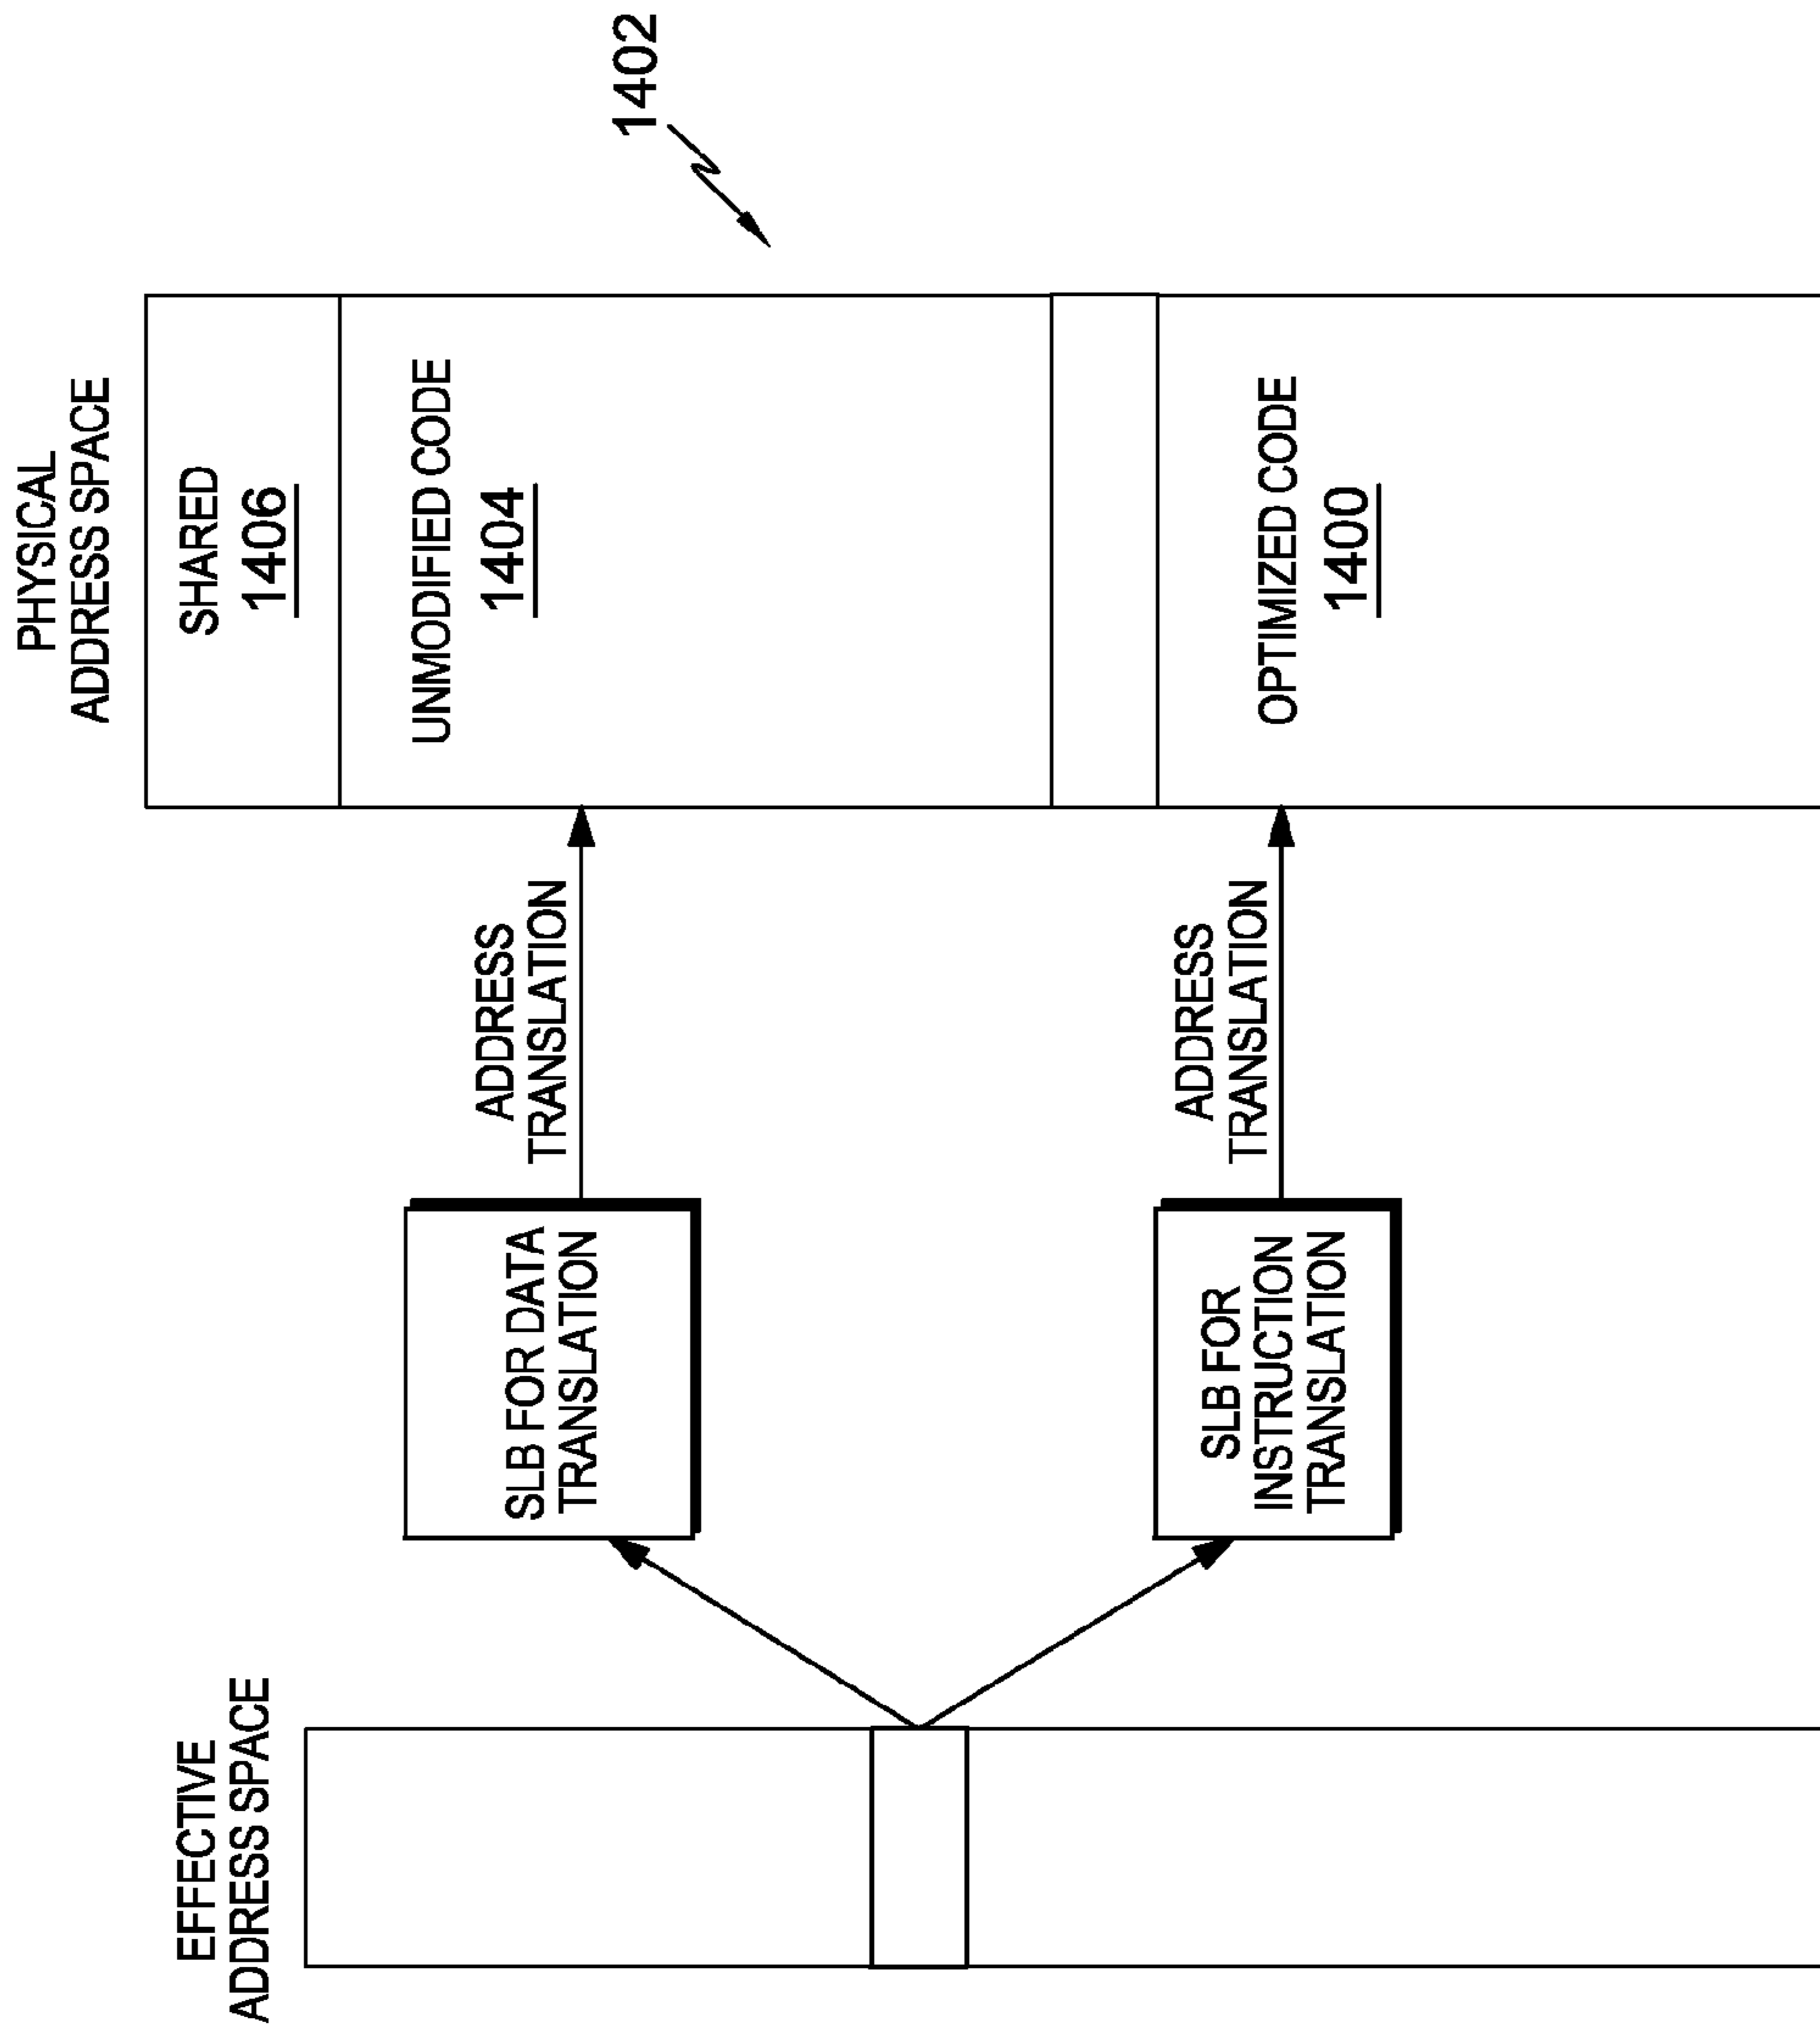 EFFECTIVE
ADDRESS SPACE
SLB FOR DATA
TRANSLATION
SLB FOR
INSTRUCTION
TRANSLATION
ADDRESS
TRANSLATION
ADDRESS
TRANSLATION
PHYSICAL
ADDRESS SPACE
SHARED
1406
UNMODIFIED CODE
1404
OPTIMIZED CODE
1400
1402